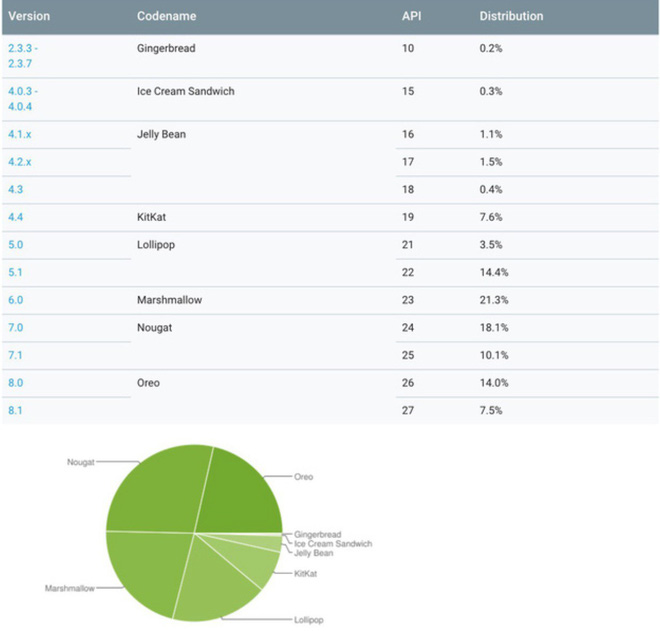 Version Codename API Distribution
2.3.3 - Gingerbread 10 0.2%
2.3.7
4.0.3 - Ice Cream Sandwich 15 0.3%
4.0.4
4.1.x Jelly Bean 16 1.1%
4.2.x 17 1.5%
4.3 18 0.4%
4.4 KitKat 19 7.6%
5.0 Lollipop 21 3.5%
5.1 22 14.4%
6.0 Marshmallow 23 21.3%
7.0 Nougat 24 18.1%
7.1 25 10.1%
8.0 Oreo 26 14.0%
8.1 27 7.5%
Nougat
Oreo
Gingerbread
Ice Cream Sandwich
Jelly Bean
KitKat
Marshmallow
Lollipop